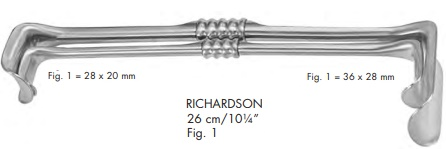 Fig. 1 = 28 x 20 mm
Fig. 1 = 36 x 28 mm
RICHARDSON
26 cm/10¼”
Fig. 1